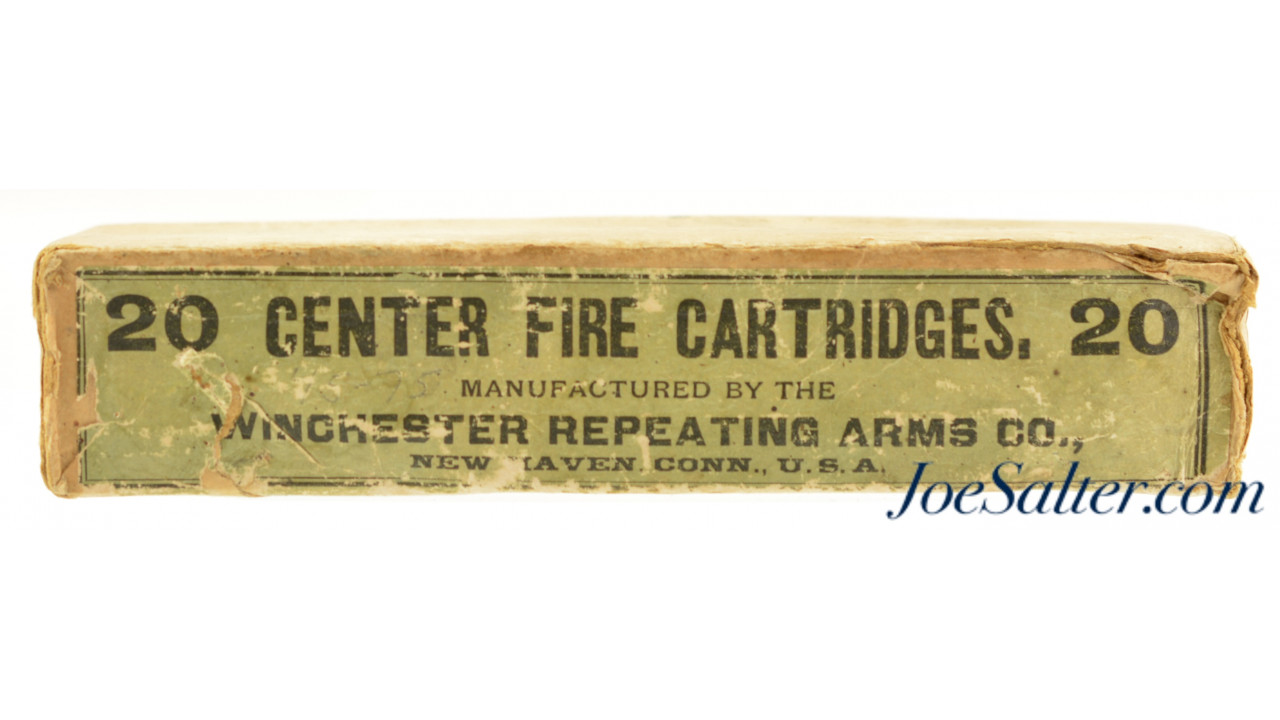 20 CENTER FIRE CARTRIDGES. 20
MANUFACTURED BY THE
WINCHESTER REPEATING ARMS CO.,
NEW HAVEN, CONN., U.S.A.
JoeSalter.com